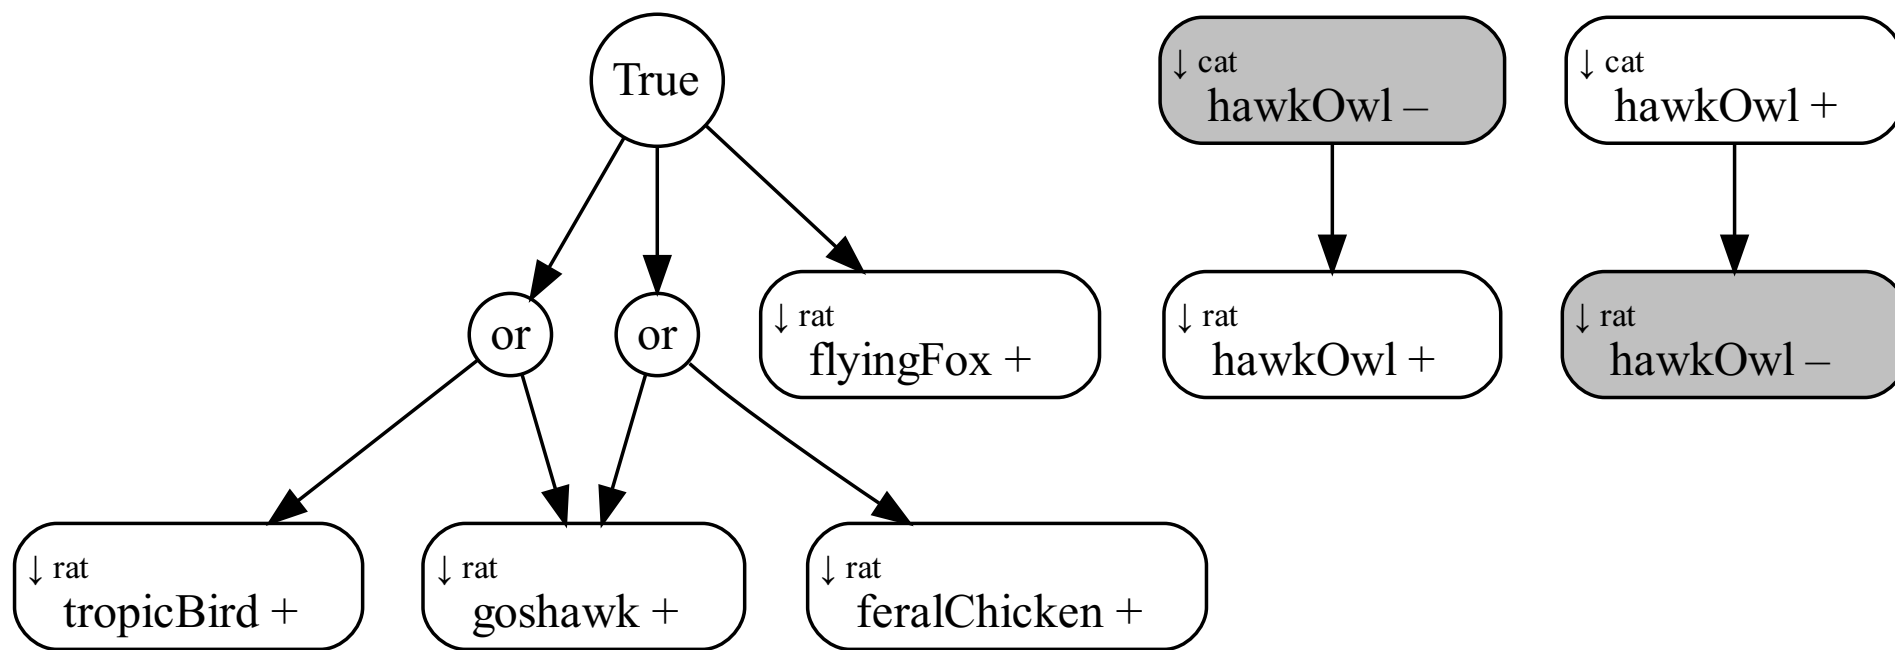 True
↓ cat
hawkOwl –
↓ cat
hawkOwl +
or
or
↓ rat
flyingFox +
↓ rat
hawkOwl +
↓ rat
hawkOwl –
↓ rat
tropicBird +
↓ rat
goshawk +
↓ rat
feralChicken +